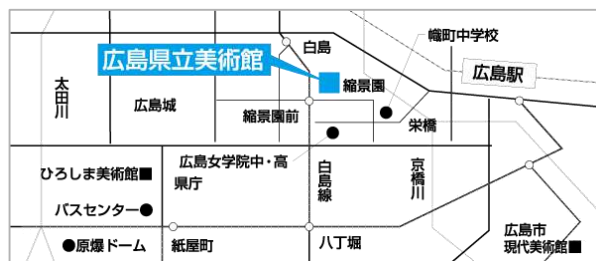 白島
幟町中学校
広島県立美術館
広島駅
太田川
縮景園
広島城
縮景園前
栄橋
広島女学院中・高
県庁
白島線
京橋川
ひろしま美術館
バスセンター
広島市
現代美術館
原爆ドーム
紙屋町
八丁堀